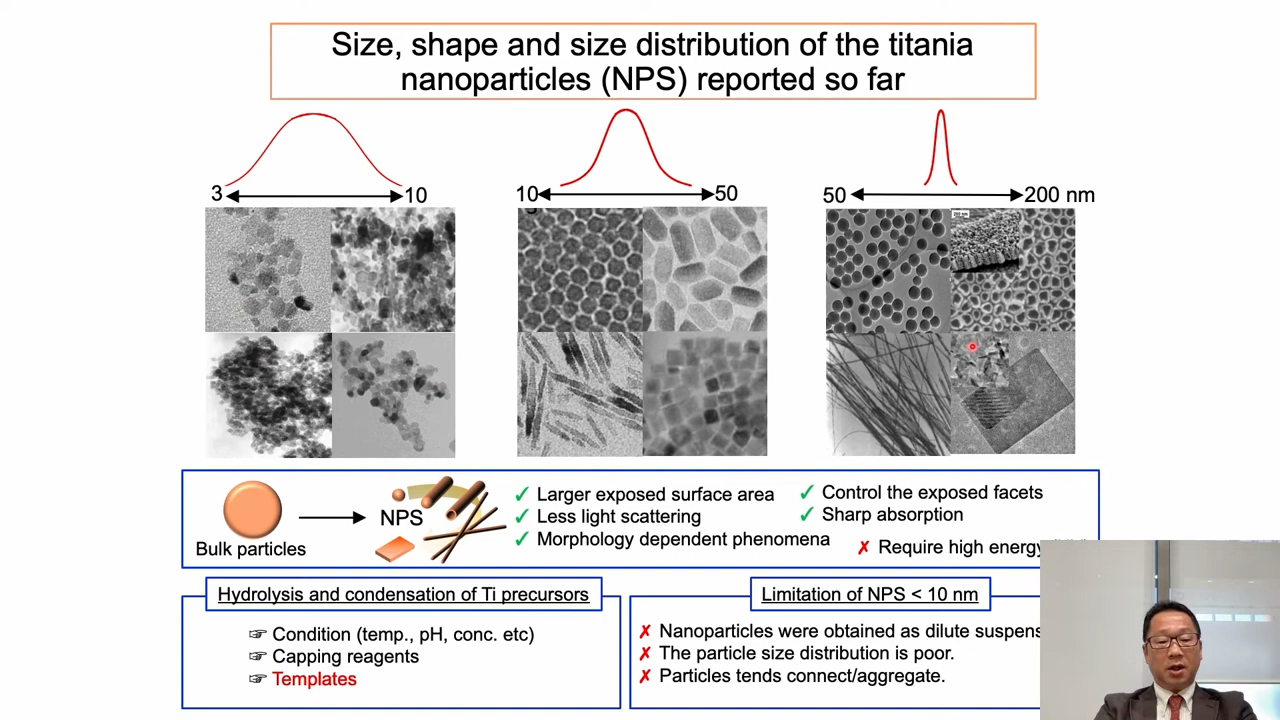 Size, shape and size distribution of the titania
nanoparticles (NPS) reported so far
3
10
10
50
50
200 nm
Bulk particles
NPS
✓ Larger exposed surface area
✓ Less light scattering
✓ Morphology dependent phenomena
✓ Control the exposed facets
✓ Sharp absorption
✗ Require high energy
Hydrolysis and condensation of Ti precursors
☞ Condition (temp., pH, conc. etc)
☞ Capping reagents
☞ Templates
Limitation of NPS < 10 nm
✗ Nanoparticles were obtained as dilute suspens
✗ The particle size distribution is poor.
✗ Particles tends connect/aggregate.